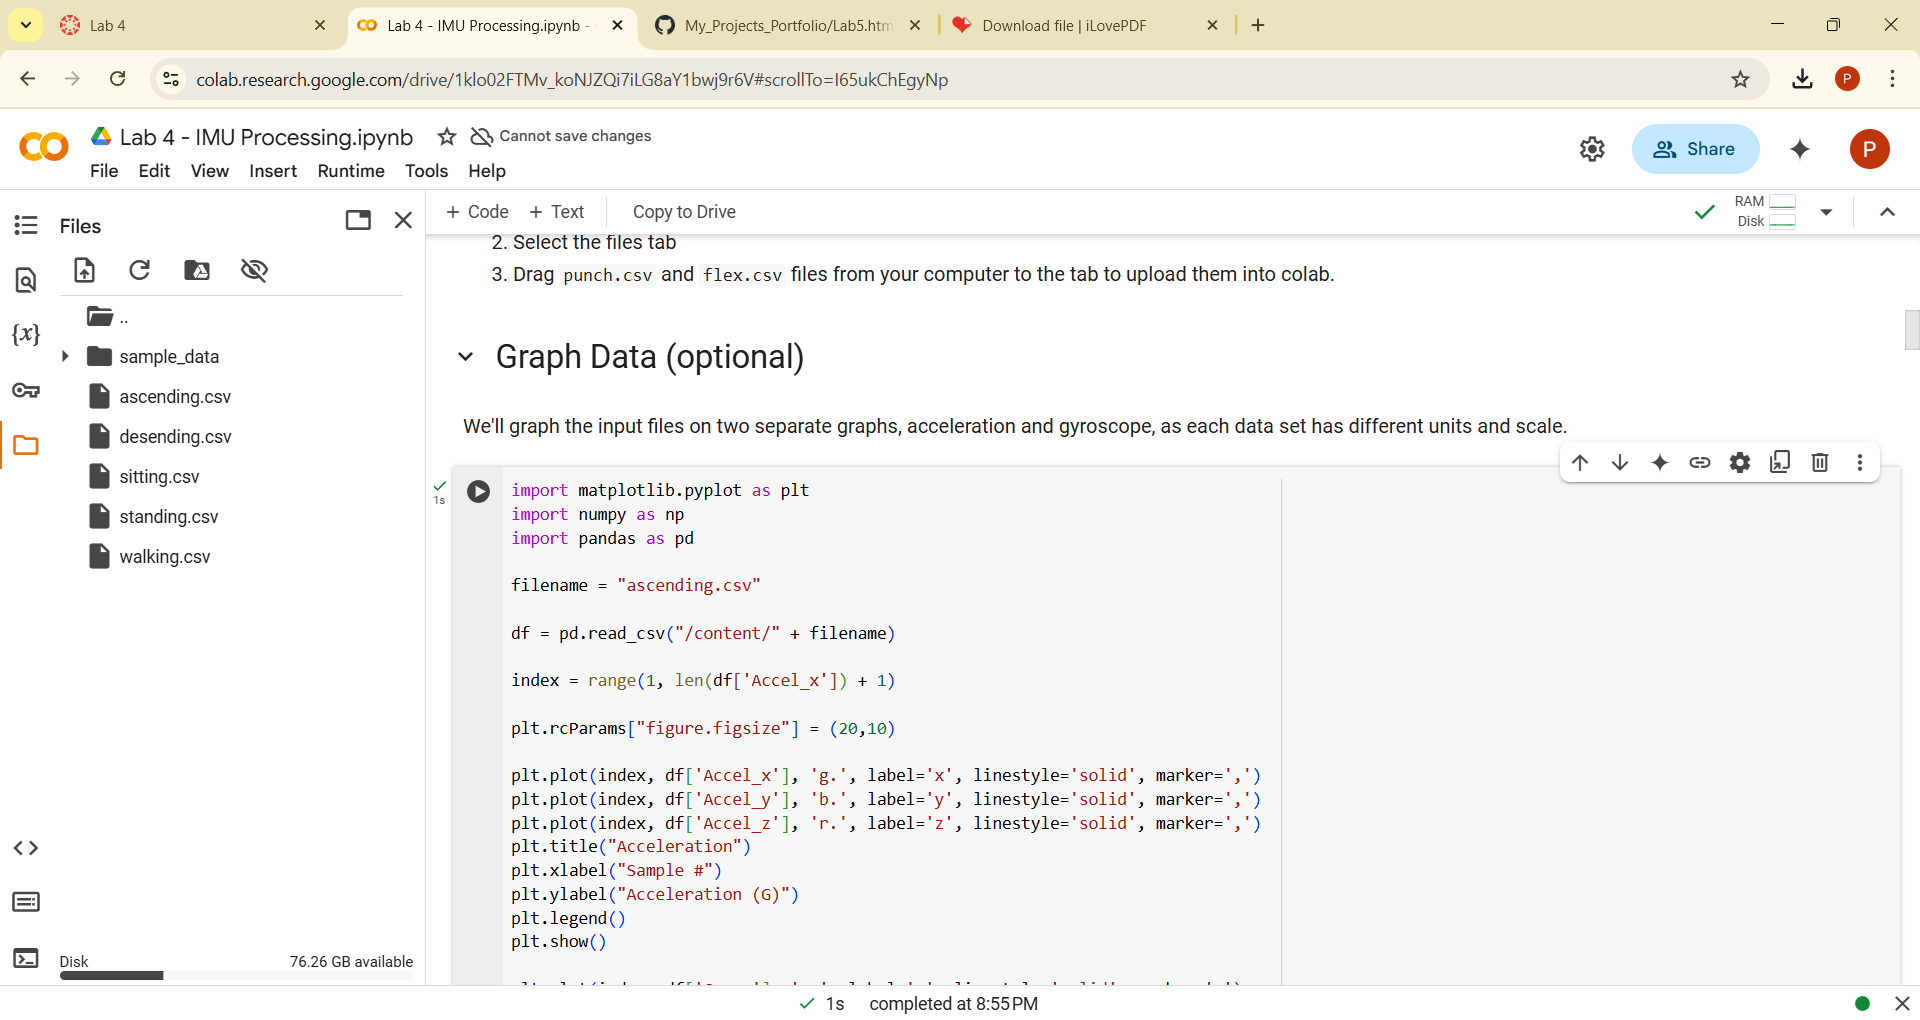 Lab 4
Lab 4 - IMU Processing.ipynb -
My_Projects_Portfolio/Lab5.htm
Download file | iLovePDF
colab.research.google.com/drive/1klo02FTMv_koNJZQi7iLG8aY1bwj9r6V#scrollTo=I65ukChEgyNp
P
Lab 4 - IMU Processing.ipynb
Cannot save changes
File Edit View Insert Runtime Tools Help
Share
P
Files
+ Code + Text Copy to Drive
RAM
Disk
..
sample_data
ascending.csv
desending.csv
sitting.csv
standing.csv
walking.csv
Disk 76.26 GB available
2. Select the files tab
3. Drag punch.csv and flex.csv files from your computer to the tab to upload them into colab.
Graph Data (optional)
We'll graph the input files on two separate graphs, acceleration and gyroscope, as each data set has different units and scale.
1s
import matplotlib.pyplot as plt
import numpy as np
import pandas as pd
filename = "ascending.csv"
df = pd.read_csv("/content/" + filename)
index = range(1, len(df['Accel_x']) + 1)
plt.rcParams["figure.figsize"] = (20,10)
plt.plot(index, df['Accel_x'], 'g.', label='x', linestyle='solid', marker=',')
plt.plot(index, df['Accel_y'], 'b.', label='y', linestyle='solid', marker=',')
plt.plot(index, df['Accel_z'], 'r.', label='z', linestyle='solid', marker=',')
plt.title("Acceleration")
plt.xlabel("Sample #")
plt.ylabel("Acceleration (G)")
plt.legend()
plt.show()
1s completed at 8:55 PM